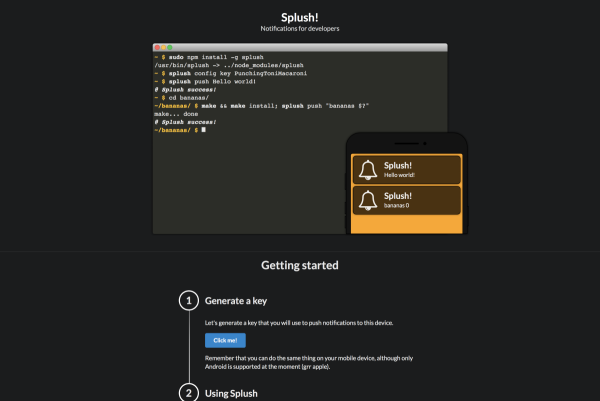 Splush!
Notifications for developers
~ $ sudo npm install -g splush
/usr/bin/splush -> ../node_modules/splush
~ $ splush config key PunchingToniMacaroni
~ $ splush push Hello world!
# Splush success!
~ $ cd bananas/
~/bananas/ $ make && make install; splush push "bananas $?"
make... done
# Splush success!
~/bananas/ $
Splush!
Hello world!
Splush!
bananas 0
Getting started
1 Generate a key
Let's generate a key that you will use to push notifications to this device.
Click me!
Remember that you can do the same thing on your mobile device, although only
Android is supported at the moment (grr apple).
2 Using Splush